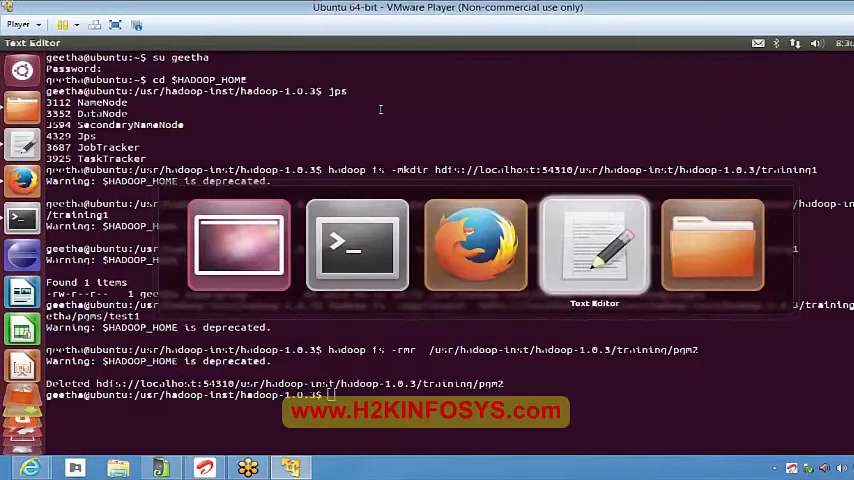 Ubuntu 64-bit - VMware Player (Non-commercial use only)
Player
Text Editor
8:30
geetha@ubuntu:~$ su geetha
Password:
geetha@ubuntu:~$ cd $HADOOP_HOME
geetha@ubuntu:/usr/hadoop-inst/hadoop-1.0.3$ jps
3112 NameNode
3352 DataNode
3594 SecondaryNameNode
4329 Jps
3687 JobTracker
3925 TaskTracker
geetha@ubuntu:/usr/hadoop-inst/hadoop-1.0.3$ hadoop fs -mkdir hdfs://localhost:54310/usr/hadoop-inst/hadoop-1.0.3/training1
Warning: $HADOOP_HOME is deprecated.
/training1
Warning: $HADOOP_HOME
Found 1 items
-rw-r--r-- 1
Text Editor
etha/pgms/test1
Warning: $HADOOP_HOME is deprecated.
geetha@ubuntu:/usr/hadoop-inst/hadoop-1.0.3$ hadoop fs -rmr /usr/hadoop-inst/hadoop-1.0.3/training/pgm2
Warning: $HADOOP_HOME is deprecated.
Deleted hdfs://localhost:54310/usr/hadoop-inst/hadoop-1.0.3/training/pgm2
geetha@ubuntu:/usr/hadoop-inst/hadoop-1.0.3$
www.H2KINFOSYS.com